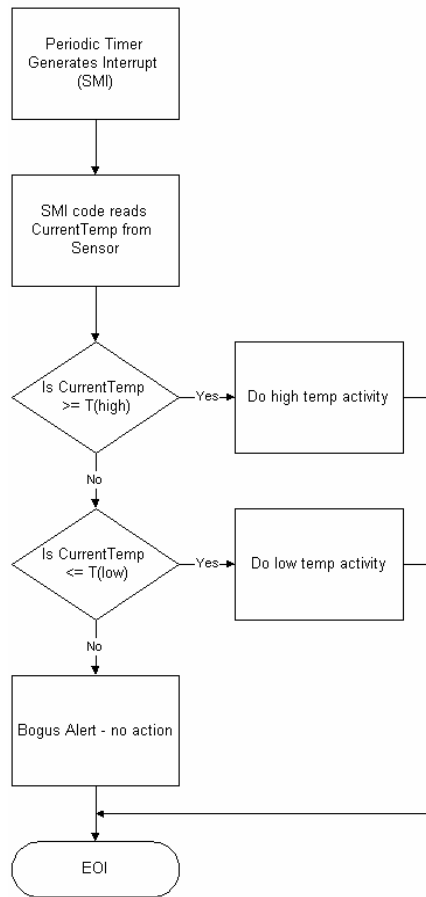 Periodic Timer
Generates Interrupt
(SMI)
SMI code reads
CurrentTemp from
Sensor
Is CurrentTemp
>= T(high)
Yes
Do high temp activity
No
Is CurrentTemp
<= T(low)
Yes
Do low temp activity
No
Bogus Alert - no action
EOI